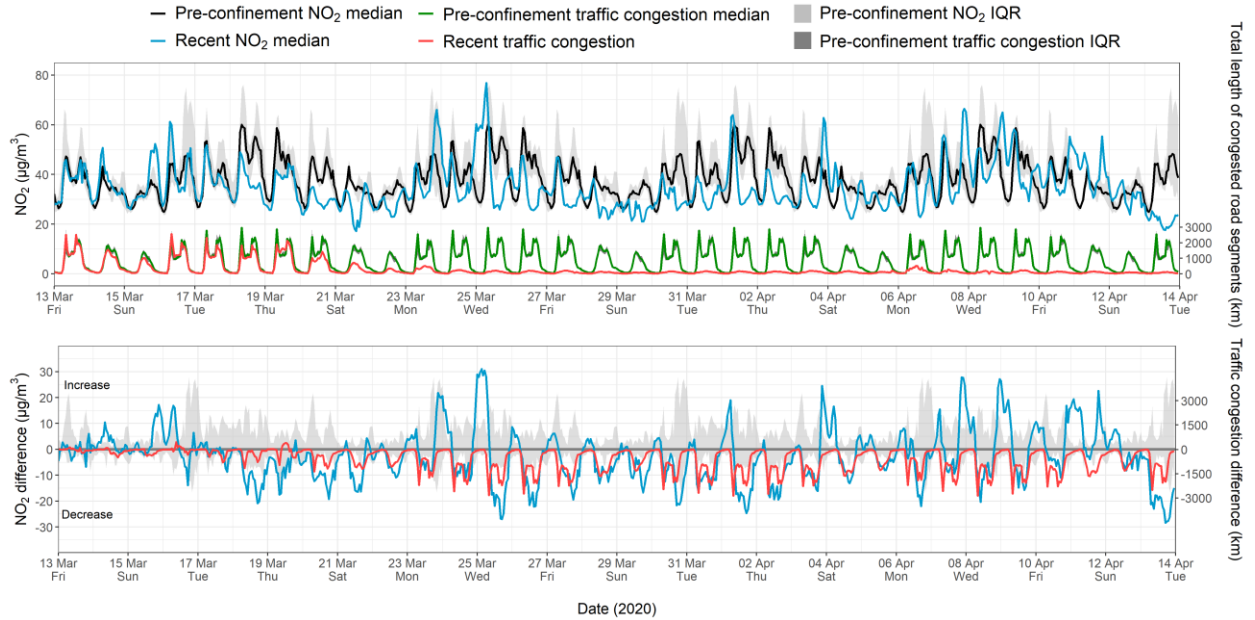 Pre-confinement NO₂ median
Pre-confinement traffic congestion median
Pre-confinement NO₂ IQR
Recent NO₂ median
Recent traffic congestion
Pre-confinement traffic congestion IQR
NO₂ (µg/m³)
80
60
40
20
0
3000
2000
1000
0
Total length of congested road segments (km)
13 Mar 15 Mar 17 Mar 19 Mar 21 Mar 23 Mar 25 Mar 27 Mar 29 Mar 31 Mar 02 Apr 04 Apr 06 Apr 08 Apr 10 Apr 12 Apr 14 Apr
Fri Sun Tue Thu Sat Mon Wed Fri Sun Tue Thu Sat Mon Wed Fri Sun Tue
NO₂ difference (µg/m³)
30
20
10
0
-10
-20
-30
Increase
Decrease
3000
1500
0
1500
3000
Traffic congestion difference (km)
13 Mar 15 Mar 17 Mar 19 Mar 21 Mar 23 Mar 25 Mar 27 Mar 29 Mar 31 Mar 02 Apr 04 Apr 06 Apr 08 Apr 10 Apr 12 Apr 14 Apr
Fri Sun Tue Thu Sat Mon Wed Fri Sun Tue Thu Sat Mon Wed Fri Sun Tue
Date (2020)